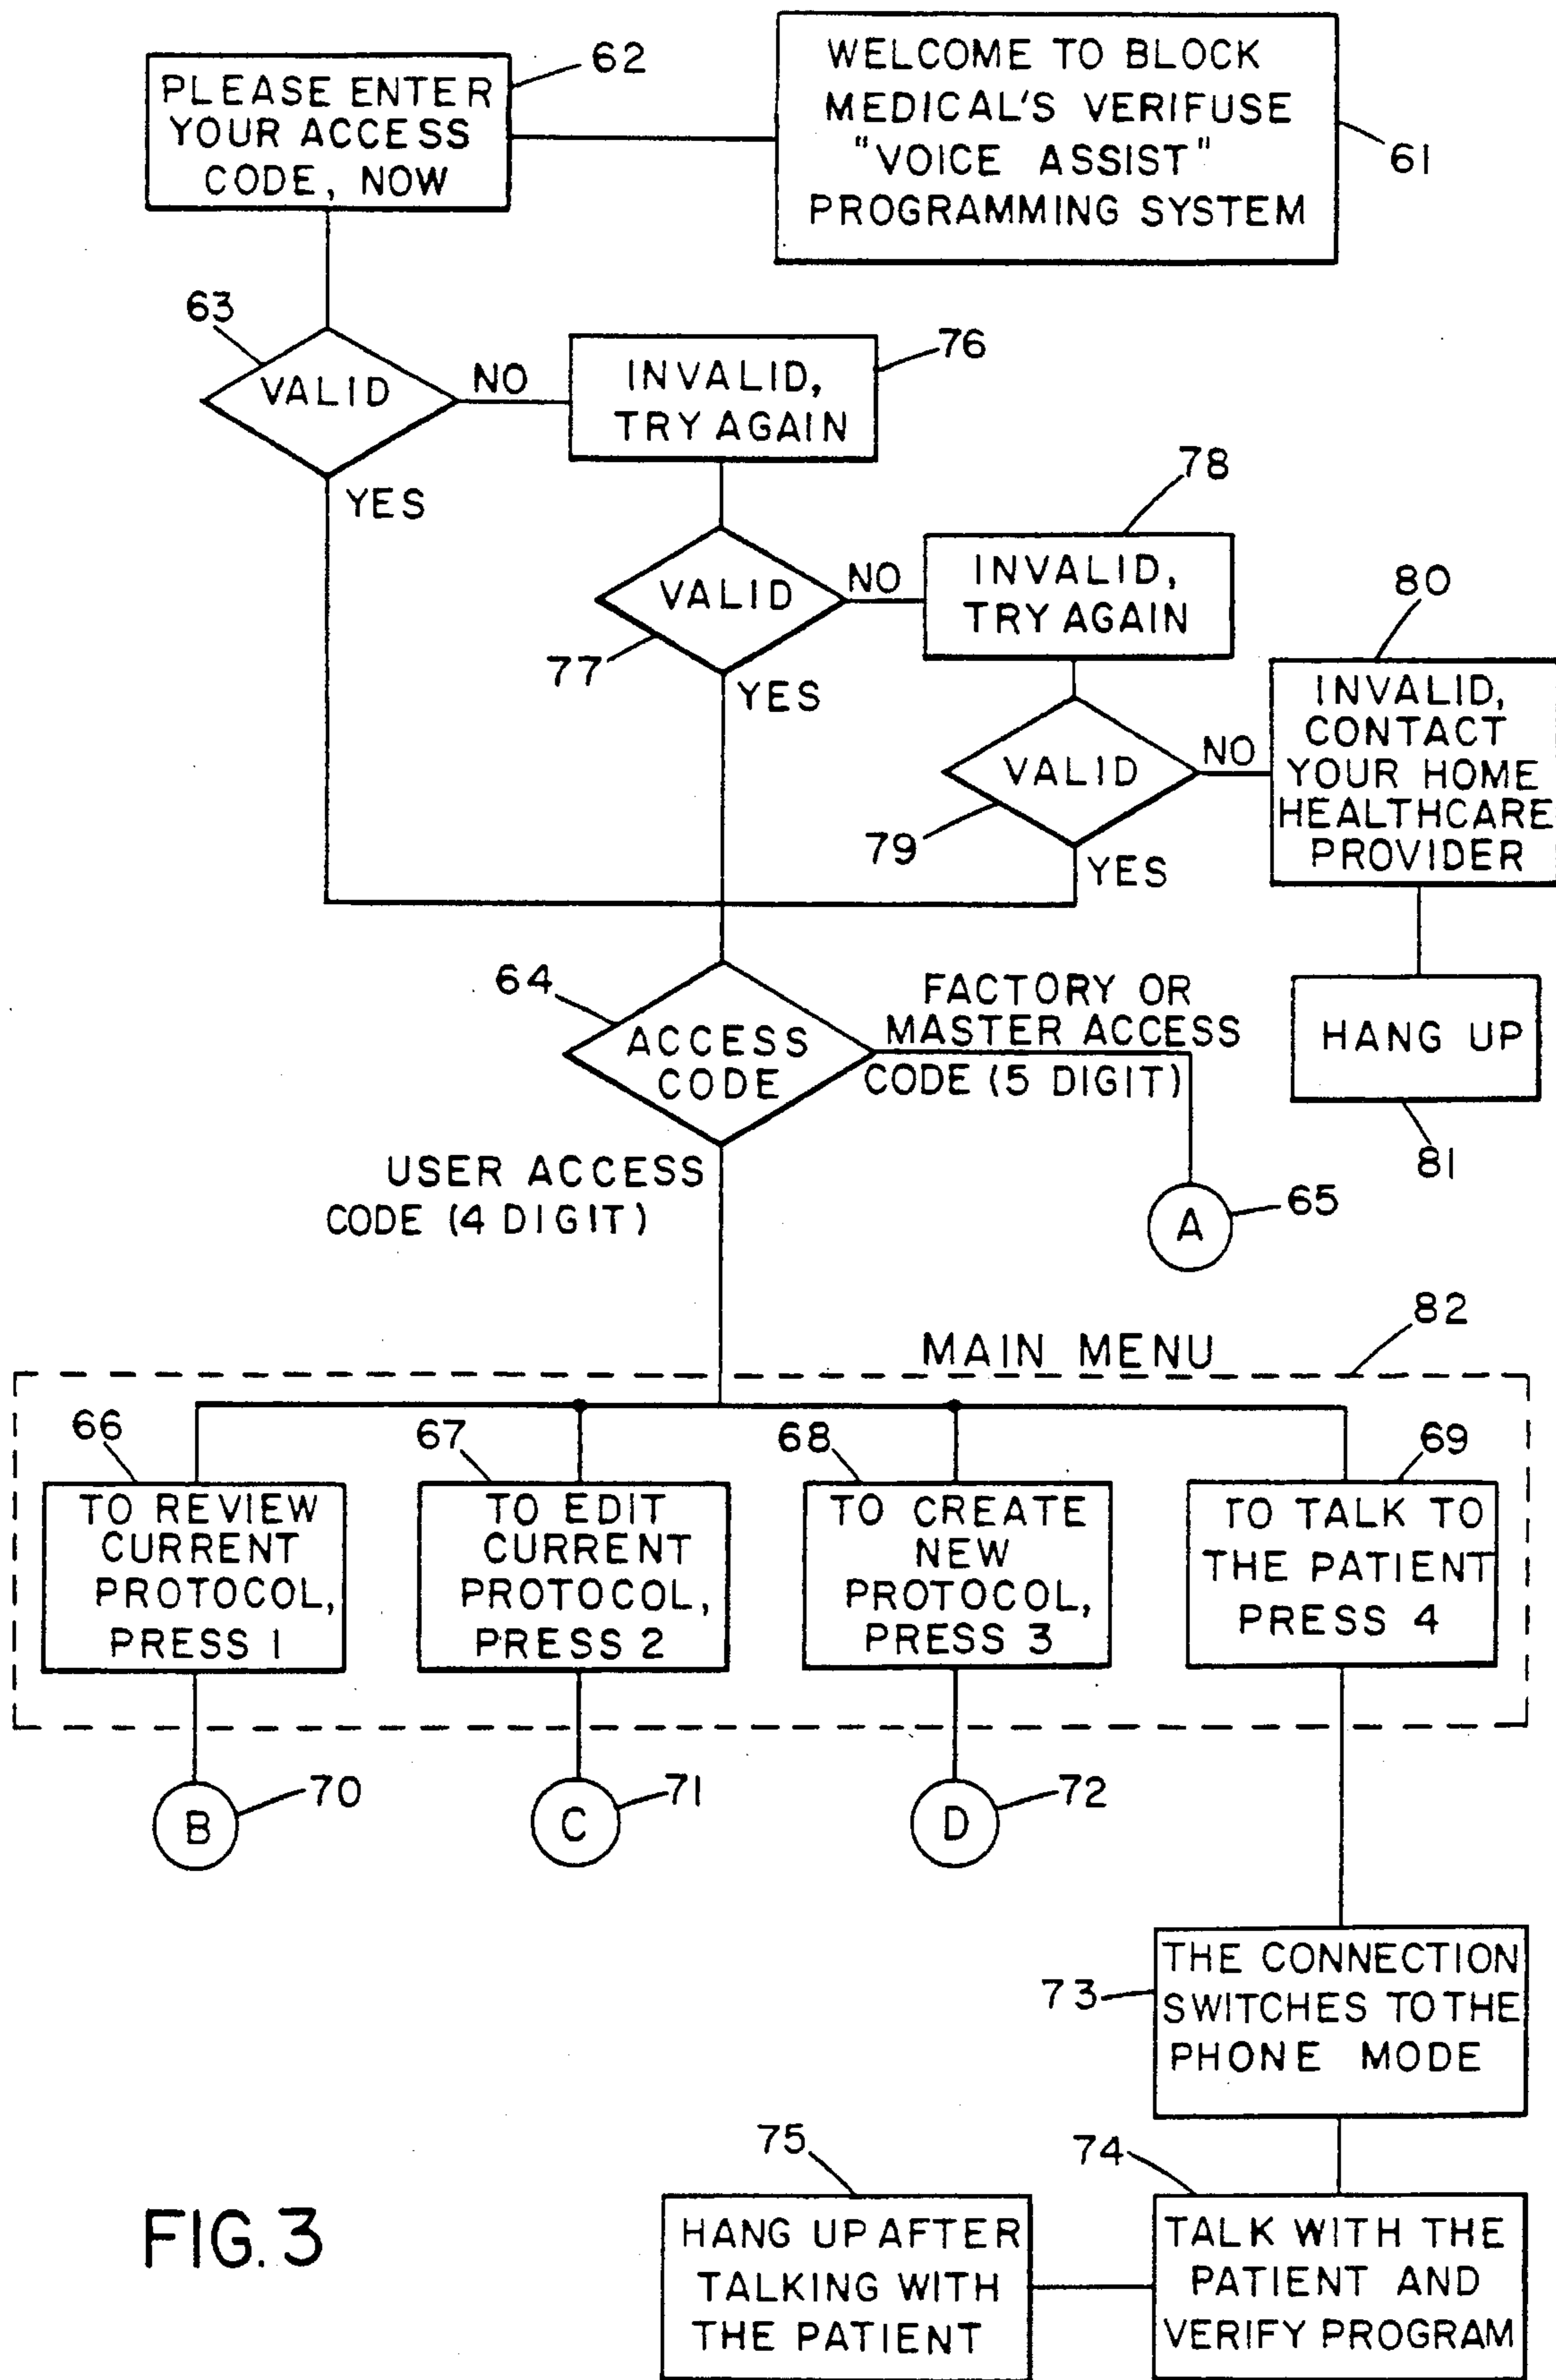 62
PLEASE ENTER
YOUR ACCESS
CODE, NOW
WELCOME TO BLOCK
MEDICAL'S VERIFUSE
"VOICE ASSIST"
PROGRAMMING SYSTEM
61
63
VALID
NO
YES
76
INVALID,
TRY AGAIN
77
VALID
NO
YES
78
INVALID,
TRY AGAIN
79
VALID
NO
YES
80
INVALID,
CONTACT
YOUR HOME
HEALTHCARE
PROVIDER
HANG UP
81
64
ACCESS
CODE
FACTORY OR
MASTER ACCESS
CODE (5 DIGIT)
A
65
USER ACCESS
CODE (4 DIGIT)
MAIN MENU
82
66
TO REVIEW
CURRENT
PROTOCOL,
PRESS 1
67
TO EDIT
CURRENT
PROTOCOL,
PRESS 2
68
TO CREATE
NEW
PROTOCOL,
PRESS 3
69
TO TALK TO
THE PATIENT
PRESS 4
B
70
C
71
D
72
73
THE CONNECTION
SWITCHES TO THE
PHONE MODE
74
TALK WITH THE
PATIENT AND
VERIFY PROGRAM
75
HANG UP AFTER
TALKING WITH
THE PATIENT
FIG. 3